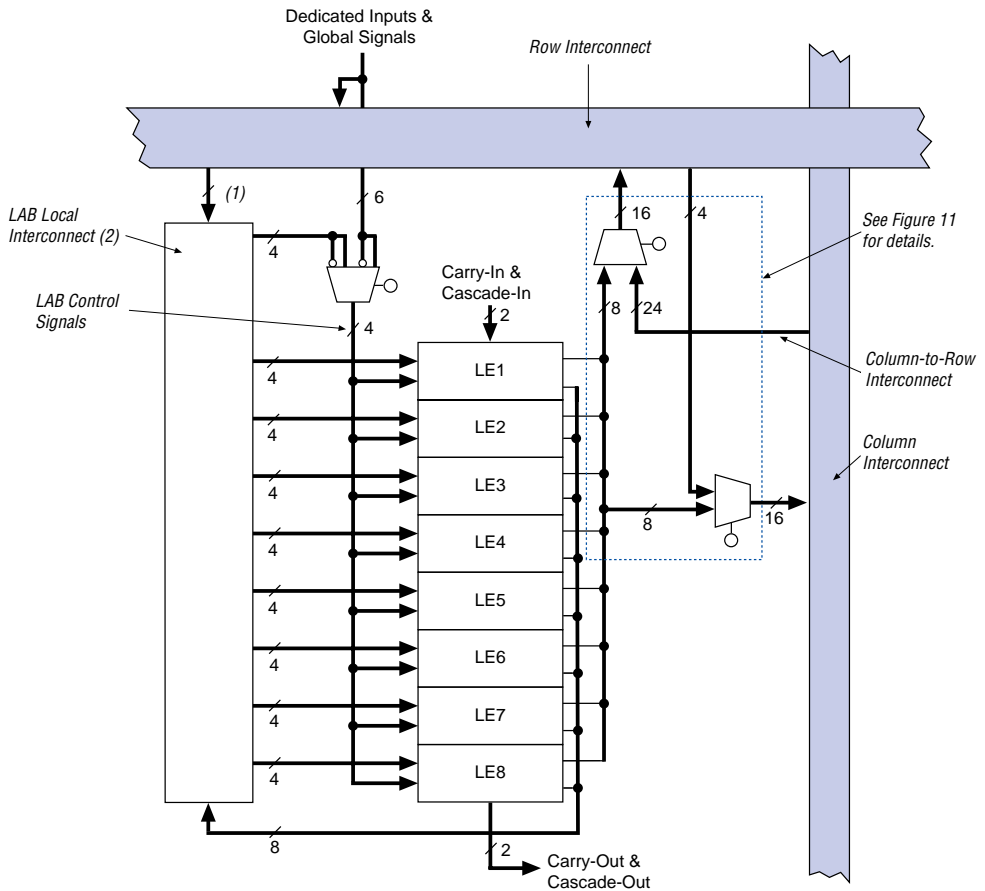 Dedicated Inputs &
Global Signals
Row Interconnect
(1)
6
16
4
See Figure 11
for details.
LAB Local
Interconnect (2)
4
LAB Control
Signals
4
Carry-In &
Cascade-In
2
8
24
Column-to-Row
Interconnect
Column
Interconnect
4
LE1
4
LE2
4
LE3
8
16
4
LE4
4
LE5
4
LE6
4
LE7
4
LE8
8
2
Carry-Out &
Cascade-Out